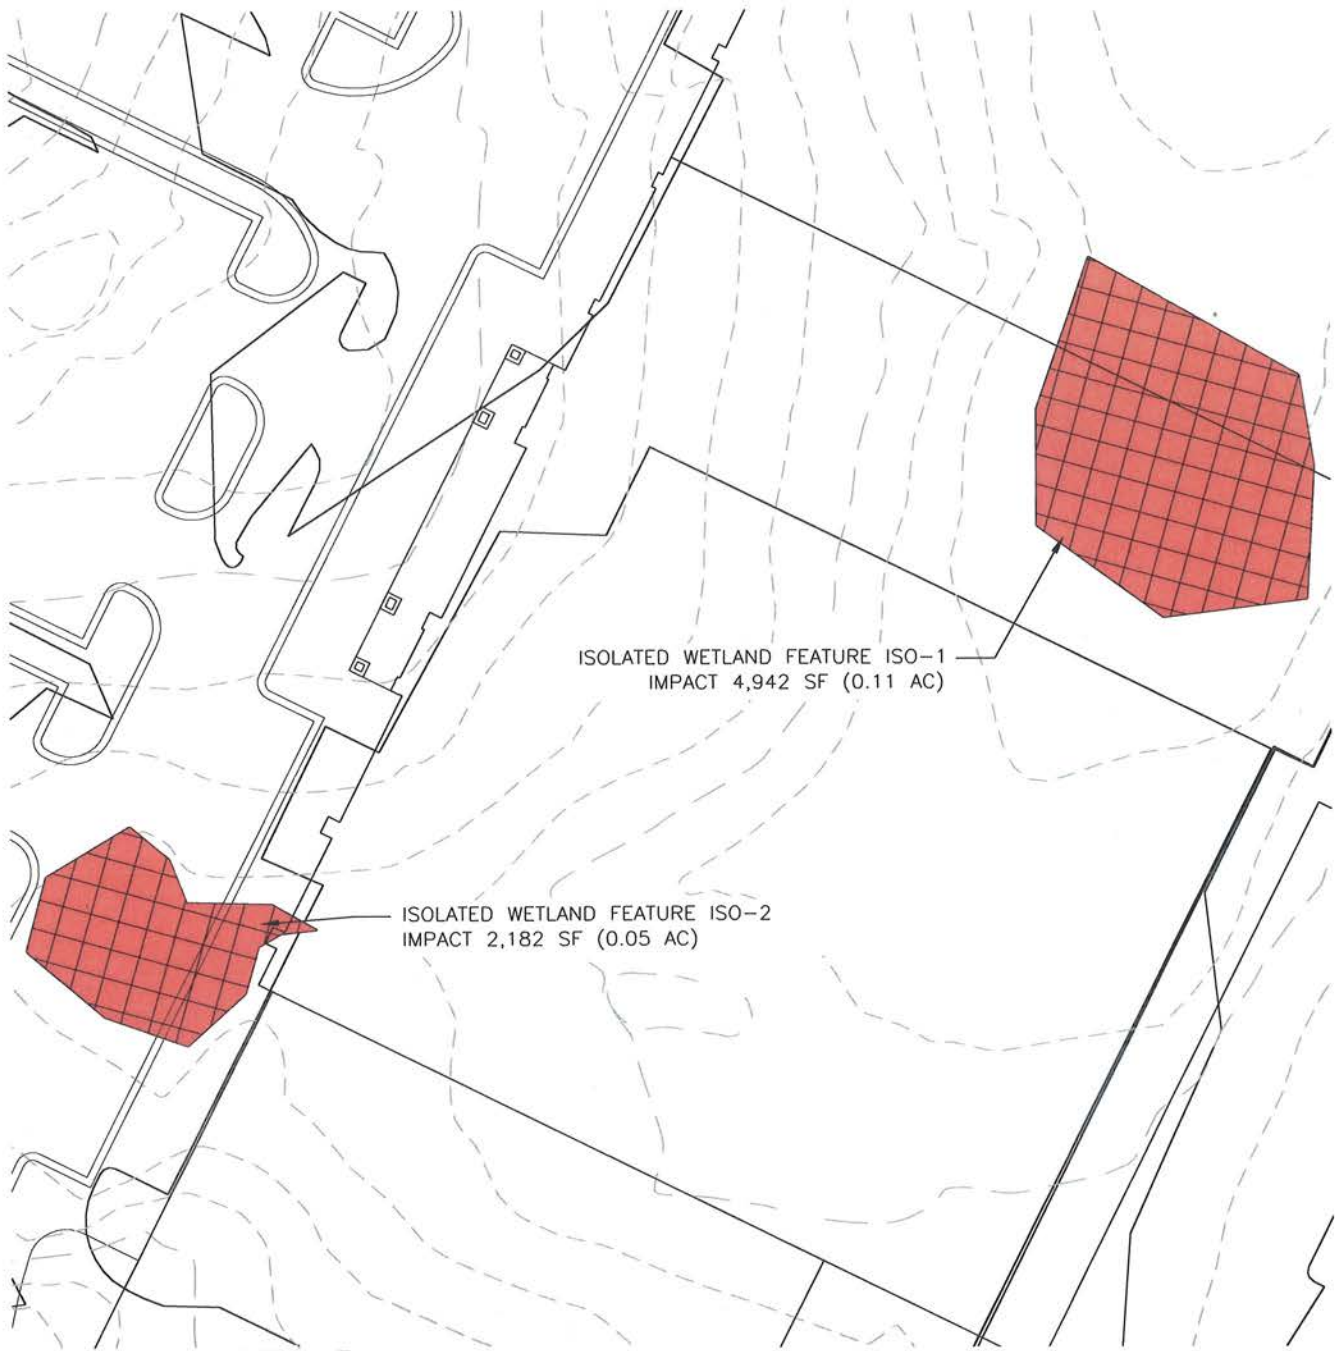 ISOLATED WETLAND FEATURE ISO-1
IMPACT 4,942 SF (0.11 AC)
ISOLATED WETLAND FEATURE ISO-2
IMPACT 2,182 SF (0.05 AC)